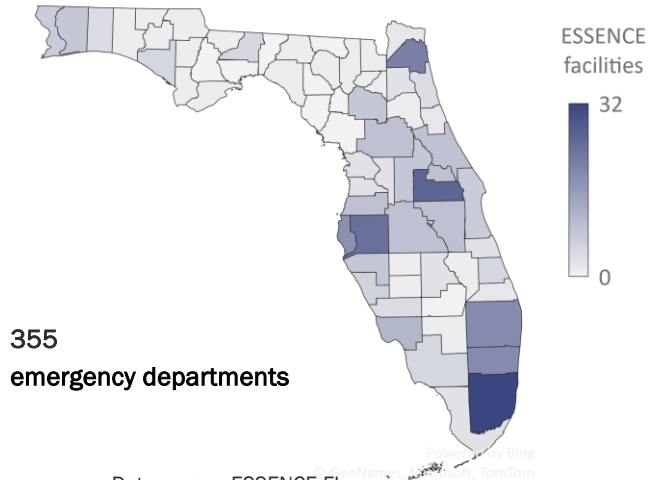 ESSENCE
facilities
32
0
355
emergency departments
Powered by Bing
© GeoNames, Microsoft, TomTom